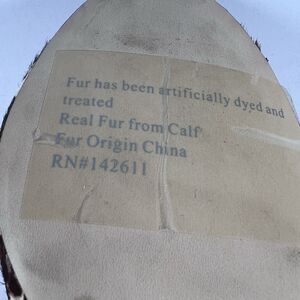 Fur has been artificially dyed and
treated
Real Fur from Calf
Fur Origin China
RN#142611